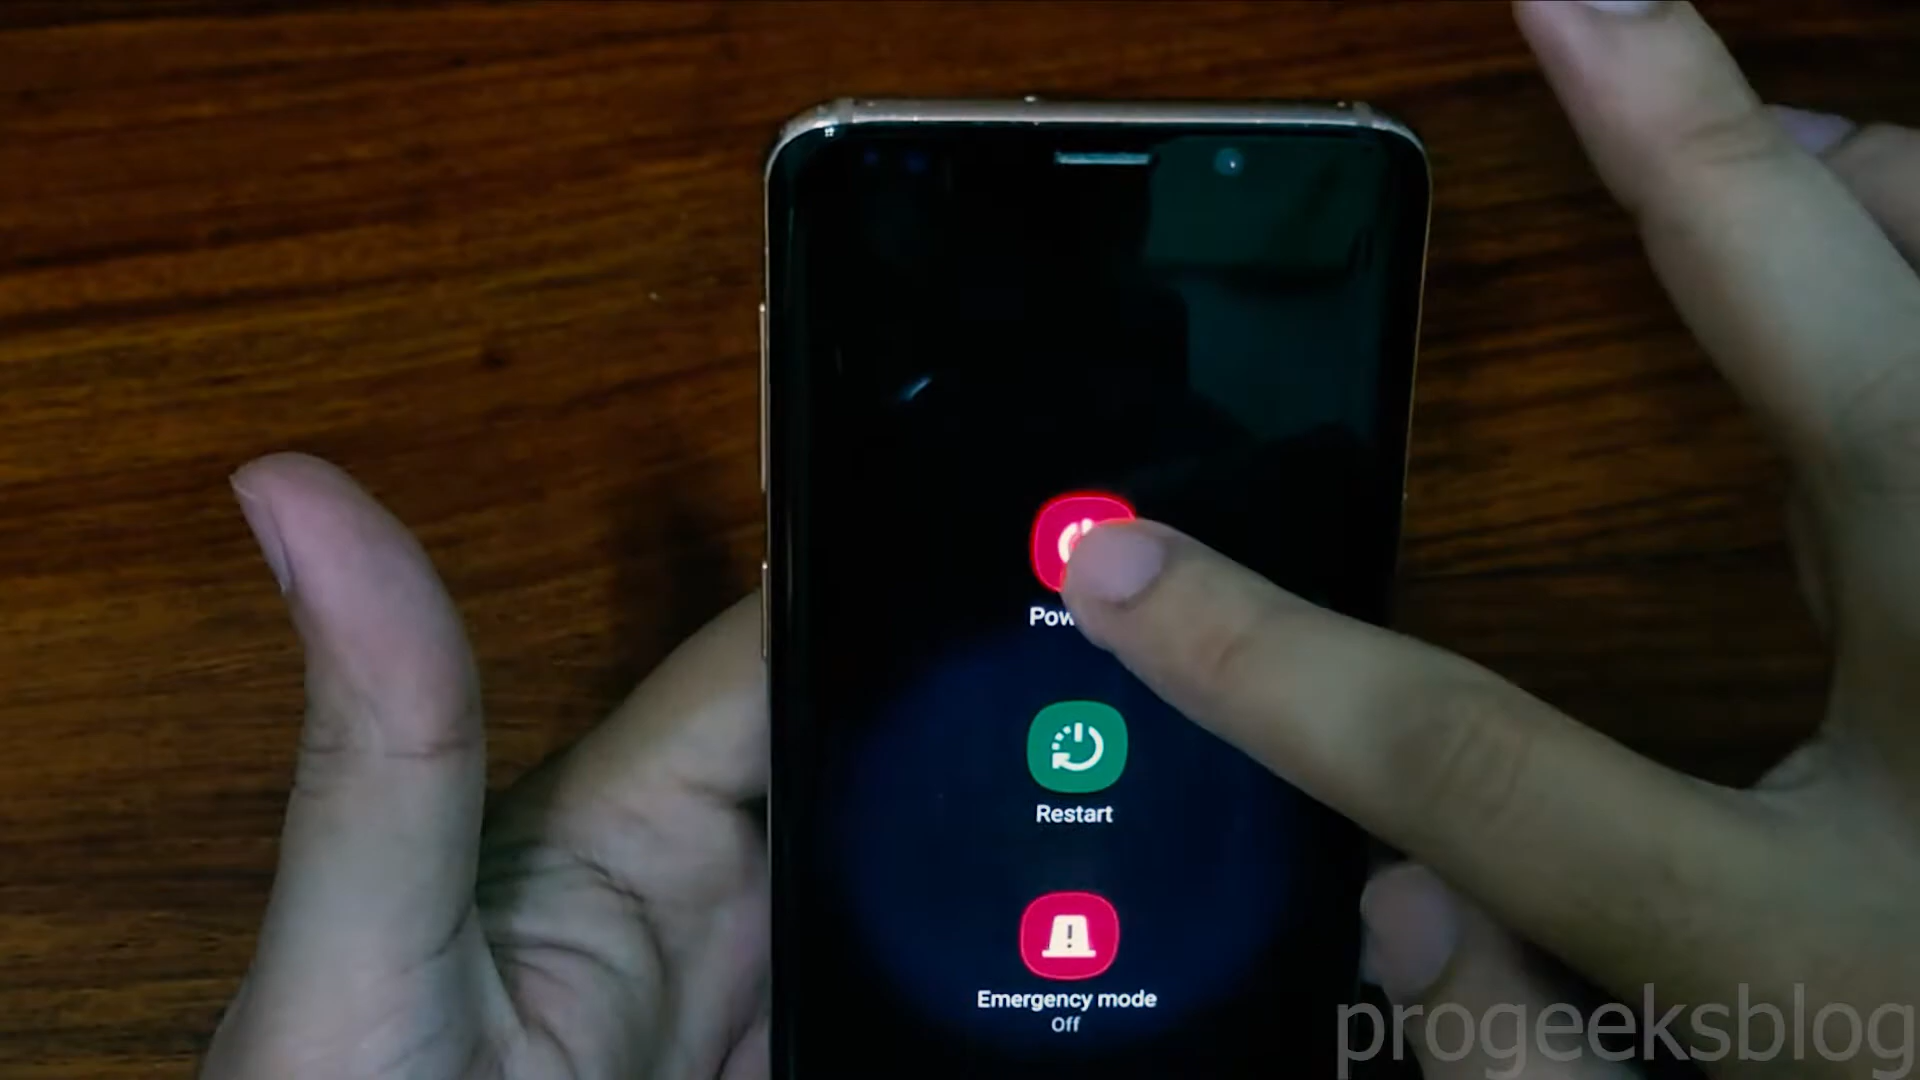 Pow
Restart
Emergency mode
Off
progeeksblog